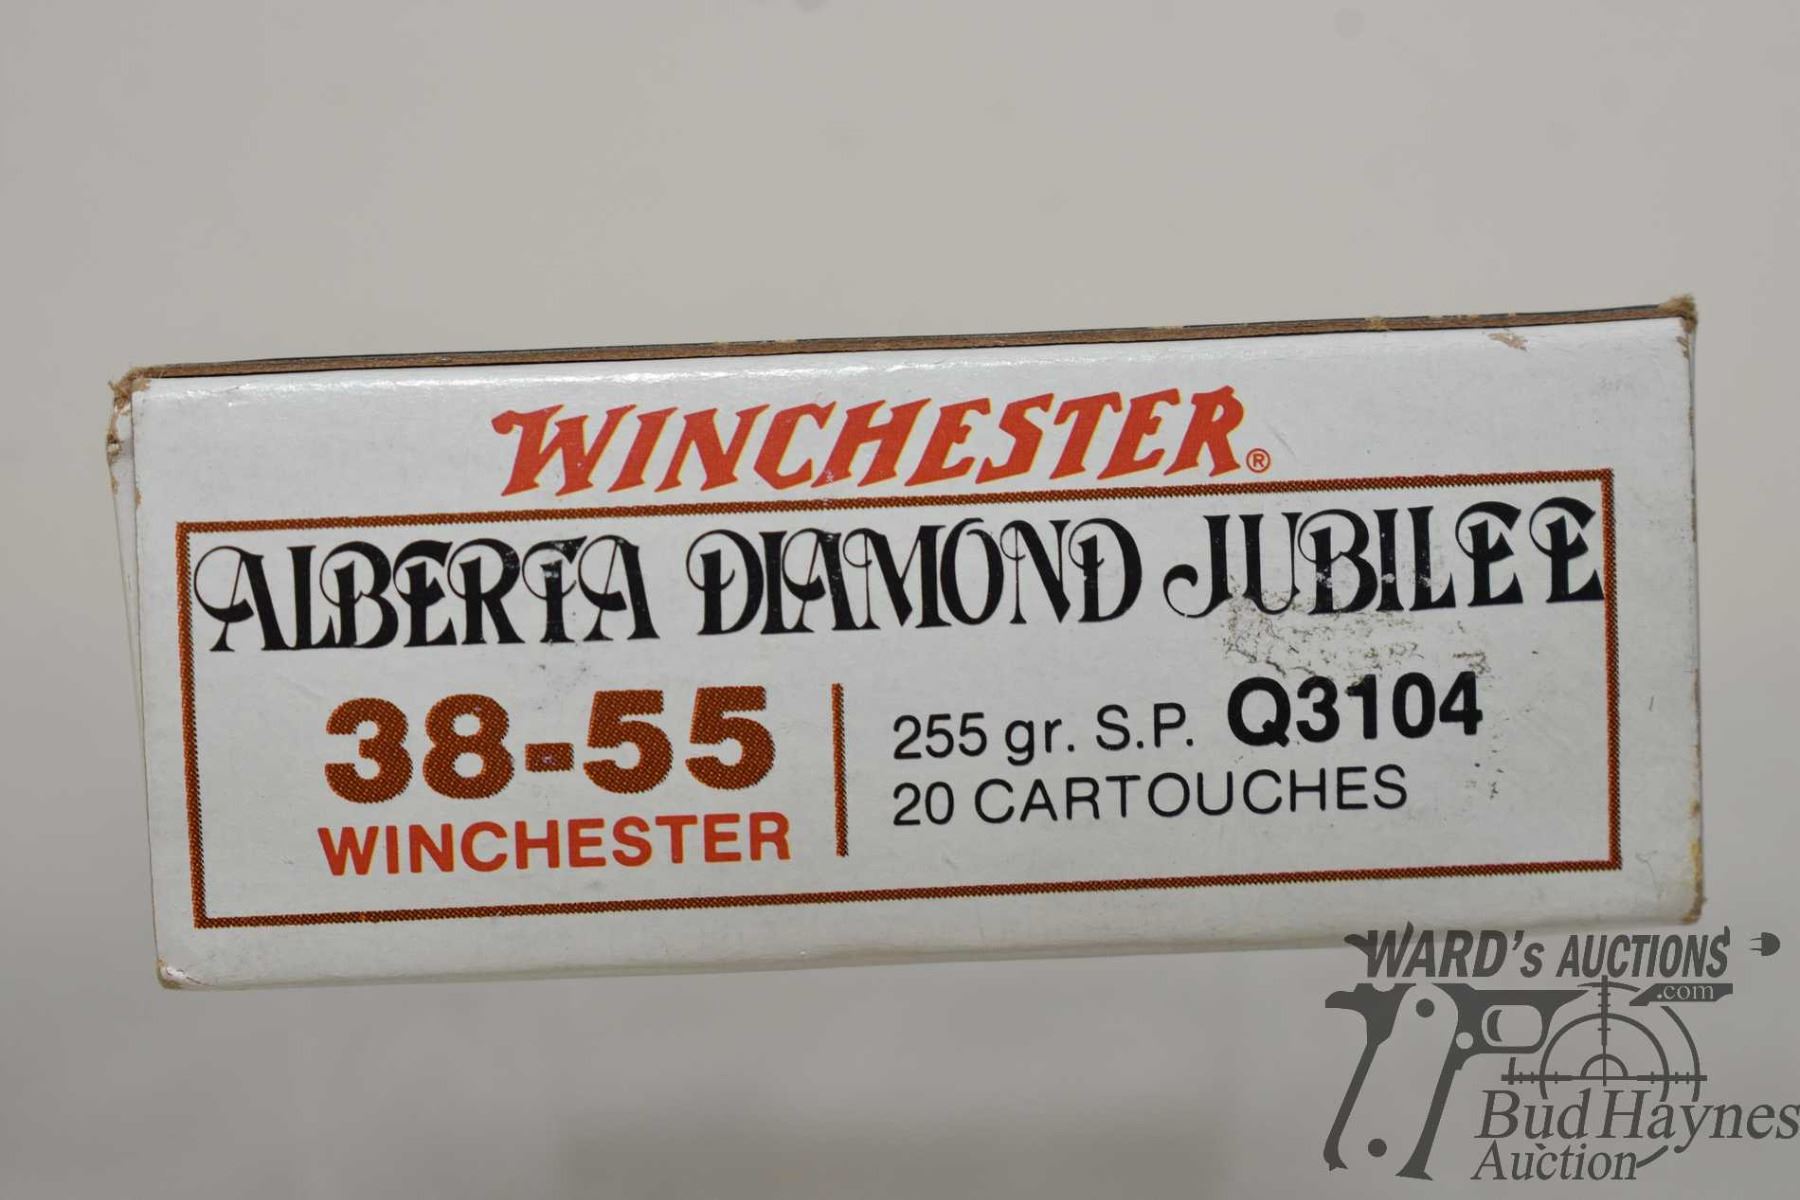 WINCHESTER®
ALBERTA DIAMOND JUBILEE
38-55
WINCHESTER
255 gr. S.P. Q3104
20 CARTOUCHES
WARD's AUCTIONS
.com
Bud Haynes
Auction